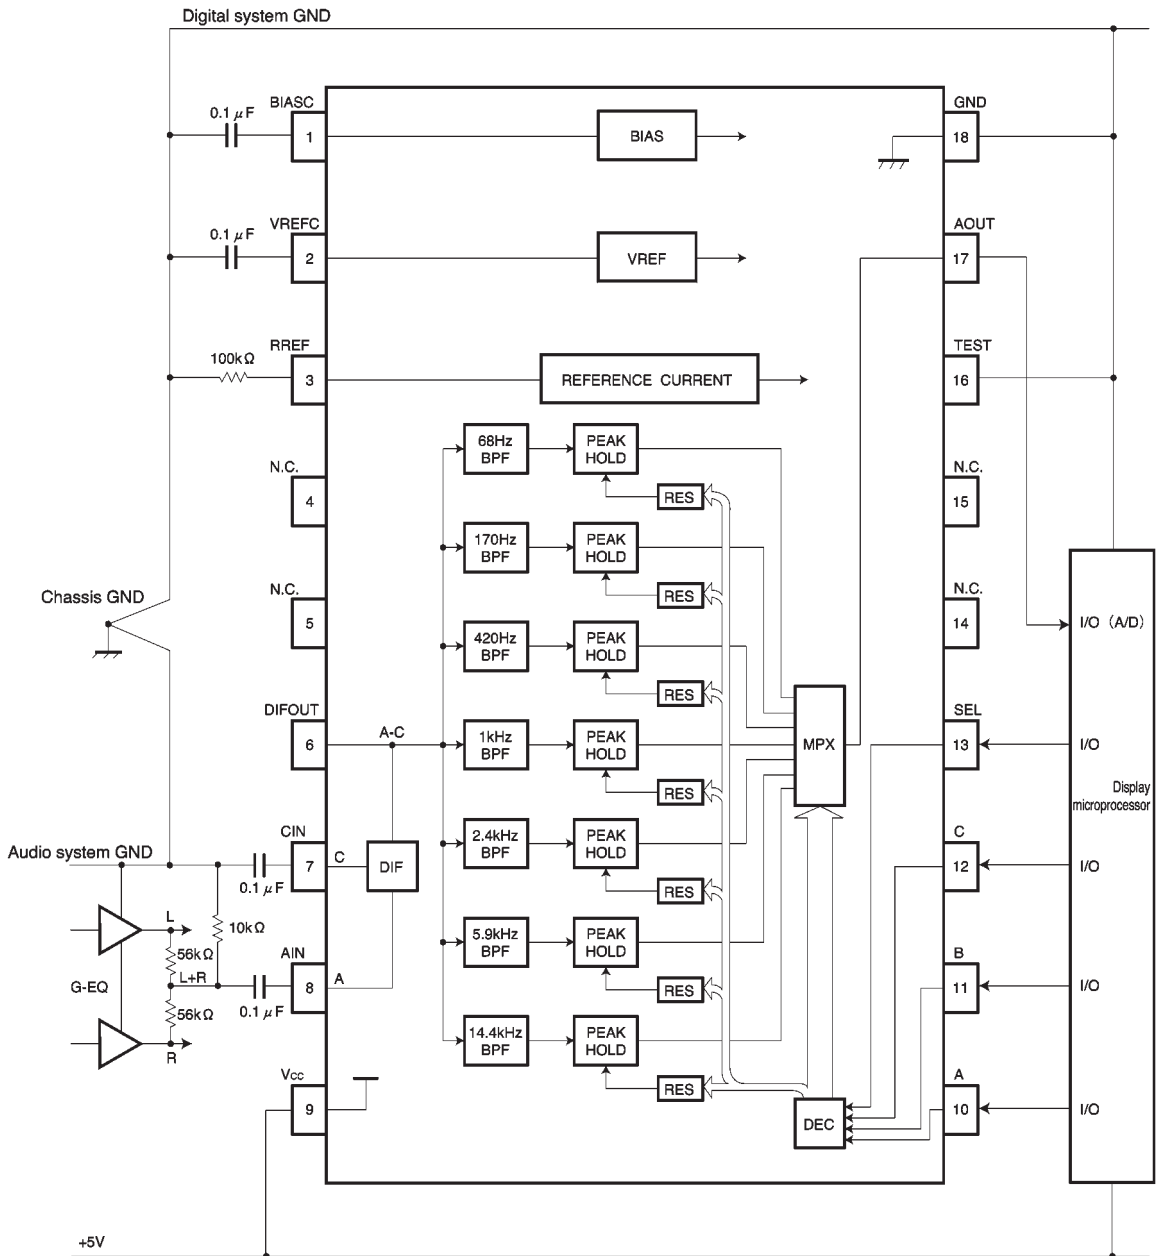 Digital system GND
BIASC
0.1 μF
1
BIAS
GND
18
VREFC
0.1 μF
2
VREF
AOUT
17
RREF
100kΩ
3
REFERENCE CURRENT
TEST
16
68Hz
BPF
PEAK
HOLD
RES
N.C.
4
N.C.
15
170Hz
BPF
PEAK
HOLD
RES
Chassis GND
N.C.
5
N.C.
14
I/O (A/D)
420Hz
BPF
PEAK
HOLD
RES
DIFOUT
6
A-C
1kHz
BPF
PEAK
HOLD
RES
MPX
SEL
13
I/O
Display
microprocessor
Audio system GND
CIN
7
C
0.1 μF
DIF
2.4kHz
BPF
PEAK
HOLD
RES
C
12
I/O
L
10kΩ
56kΩ
L+R
G-EQ
56kΩ
R
AIN
8
A
0.1 μF
5.9kHz
BPF
PEAK
HOLD
RES
B
11
I/O
14.4kHz
BPF
PEAK
HOLD
RES
Vcc
9
DEC
A
10
I/O
+5V